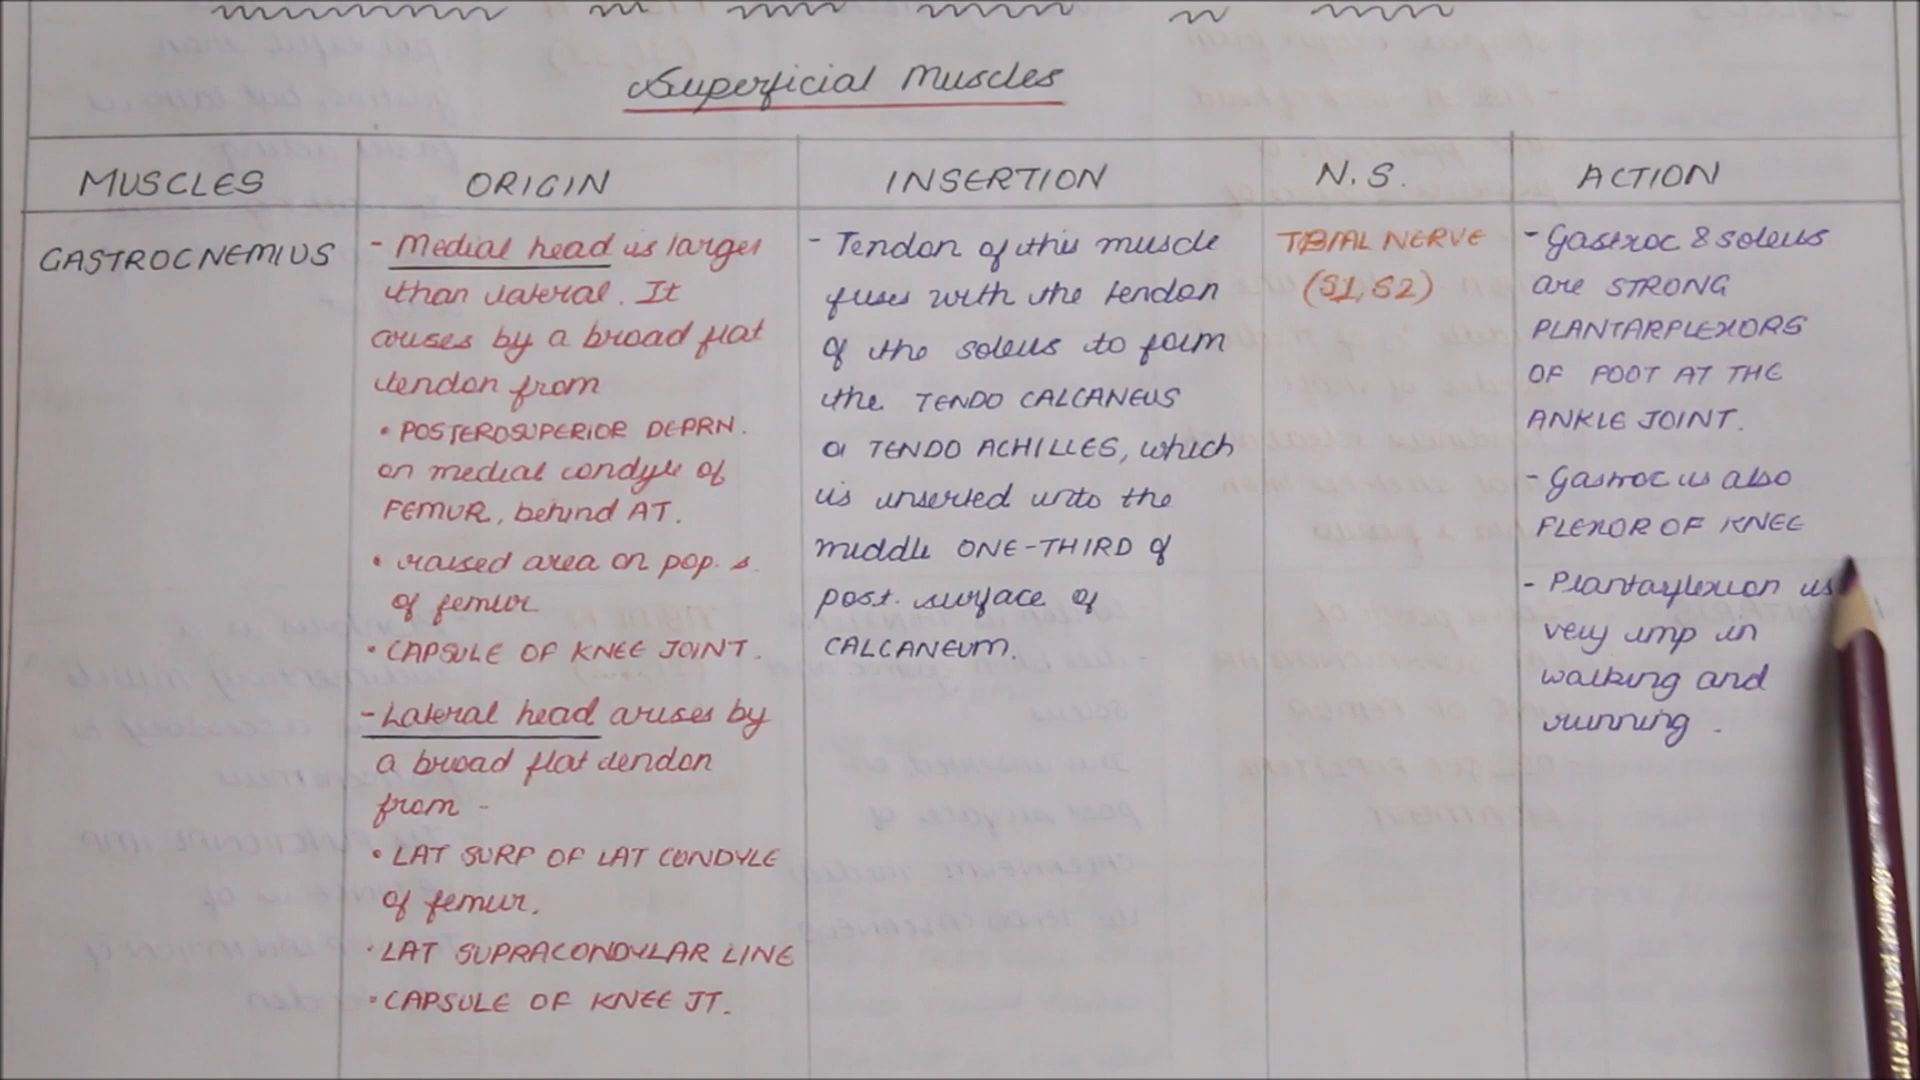 Superficial Muscles
MUSCLES ORIGIN INSERTION N.S. ACTION
GASTROCNEMIUS
- Medial head is larger
than lateral. It
arises by a broad flat
tendon from
• POSTEROSUPERIOR DEPRN.
on medial condyle of
FEMUR, behind AT.
• raised area on pop. s.
of femur
• CAPSULE OF KNEE JOINT.
- Lateral head arises by
a broad flat tendon
from -
• LAT SURF OF LAT CONDYLE
of femur.
• LAT SUPRACONDYLAR LINE
• CAPSULE OF KNEE JT.
- Tendon of this muscle
fuses with the tendon
of the soleus to form
the TENDO CALCANEUS
or TENDO ACHILLES, which
is inserted into the
middle ONE-THIRD of
post. surface of
CALCANEUM.
TIBIAL NERVE
(S1, S2)
- Gastroc & soleus
are STRONG
PLANTARFLEXORS
OF FOOT AT THE
ANKLE JOINT.
- Gastroc is also
FLEXOR OF KNEE
- Plantarflexion is
very imp in
walking and
running.